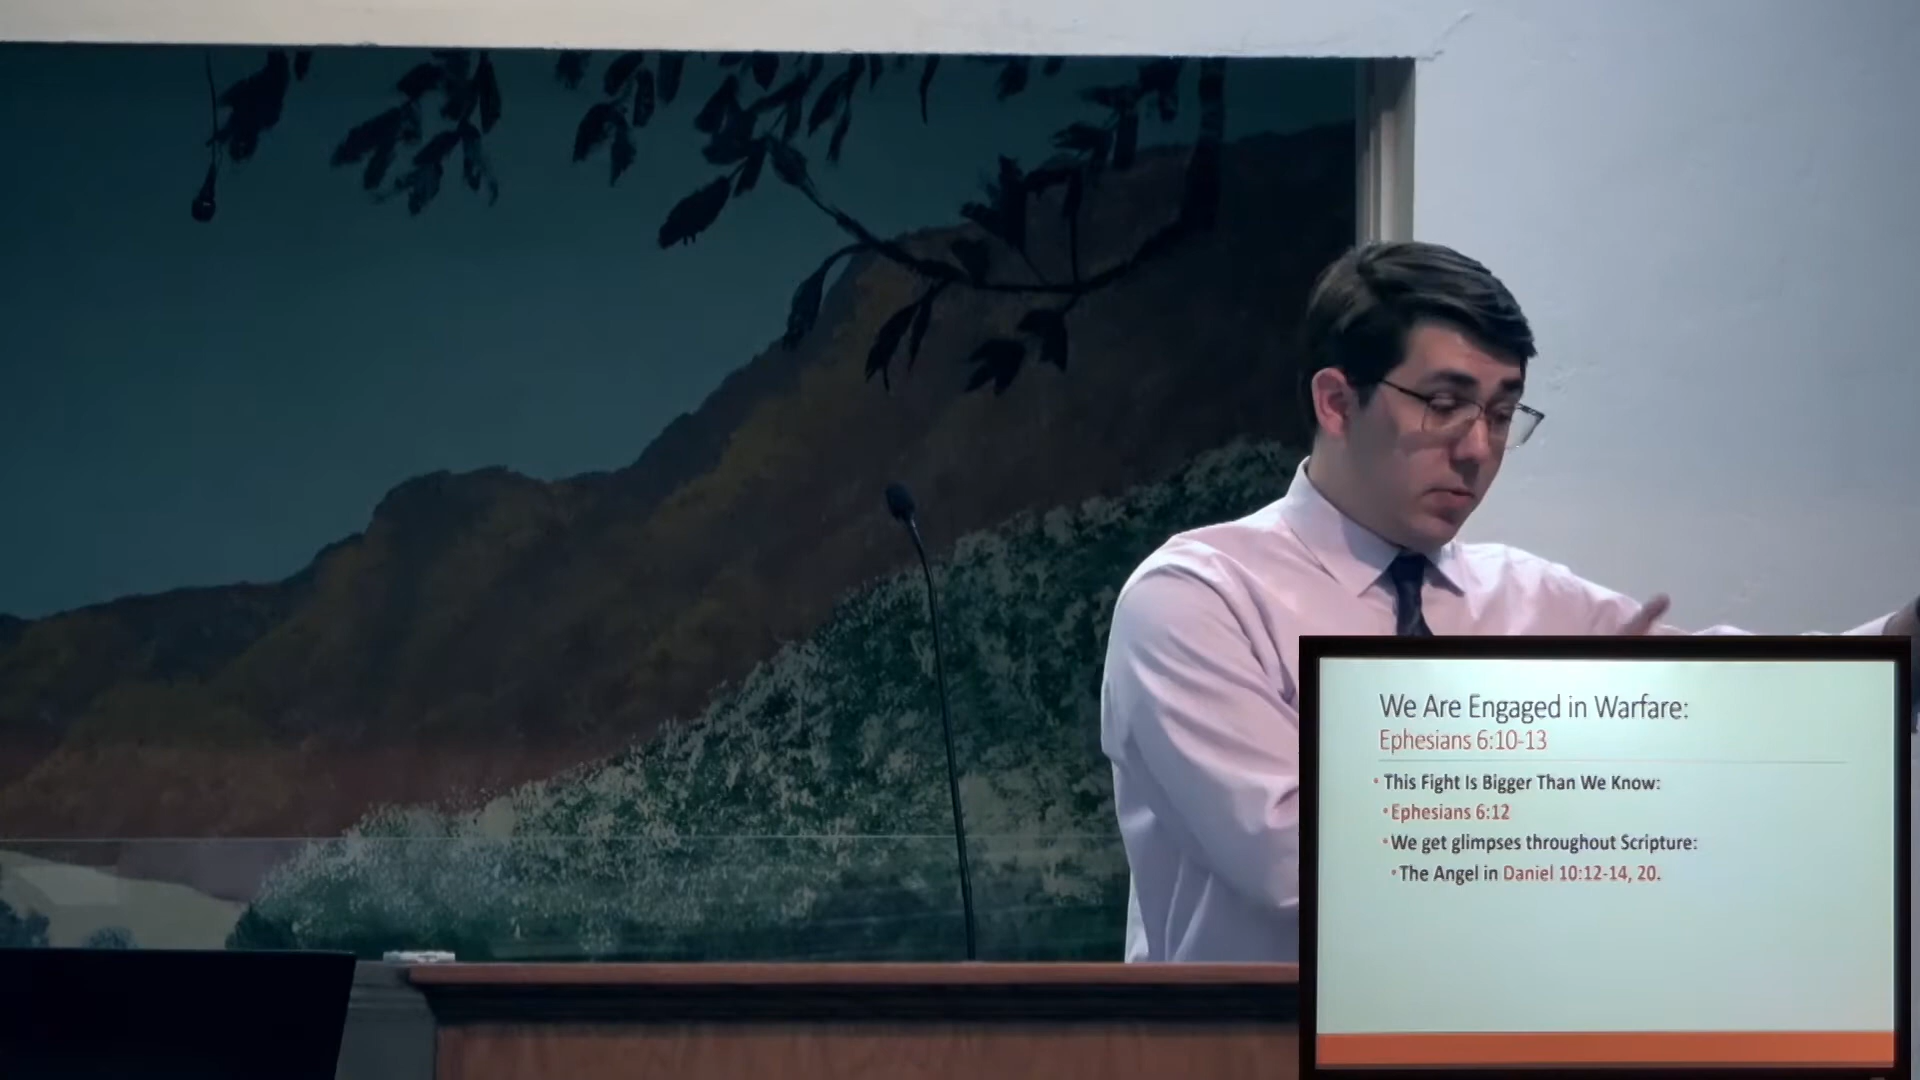 We Are Engaged in Warfare:
Ephesians 6:10-13
• This Fight Is Bigger Than We Know:
• Ephesians 6:12
• We get glimpses throughout Scripture:
• The Angel in Daniel 10:12-14, 20.